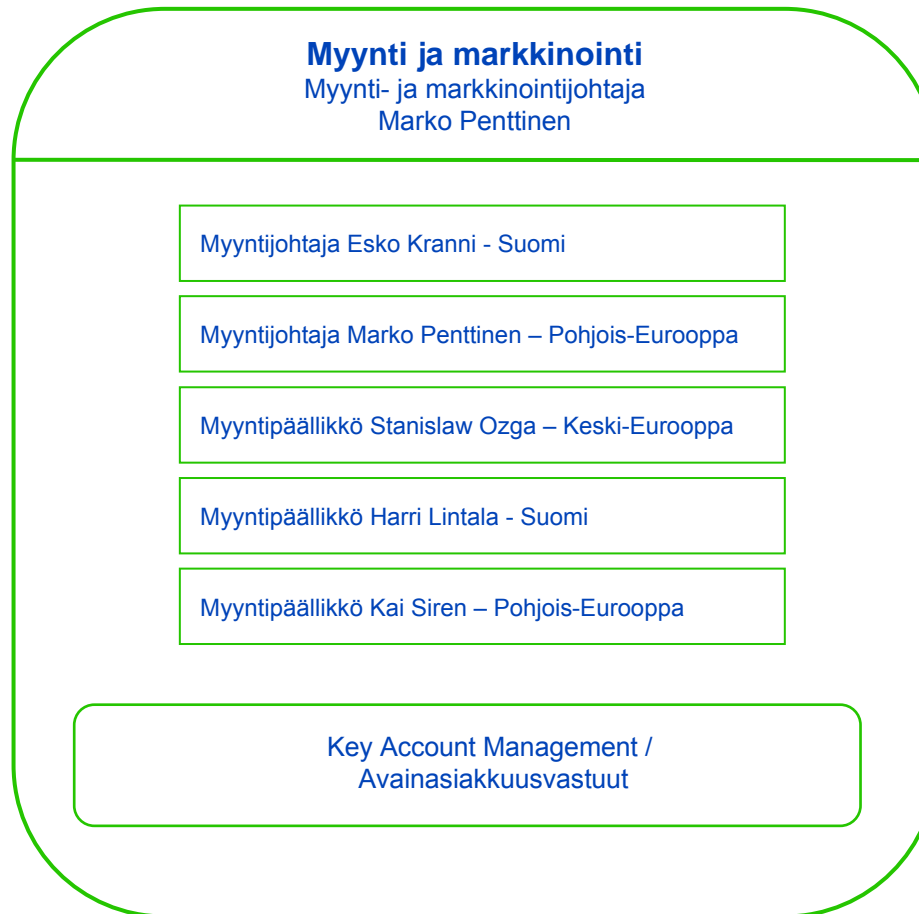 Myynti ja markkinointi
Myynti- ja markkinointijohtaja
Marko Penttinen
Myyntijohtaja Esko Kranni - Suomi
Myyntijohtaja Marko Penttinen – Pohjois-Eurooppa
Myyntipäällikkö Stanislaw Ozga – Keski-Eurooppa
Myyntipäällikkö Harri Lintala - Suomi
Myyntipäällikkö Kai Siren – Pohjois-Eurooppa
Key Account Management /
Avainasiakkuusvastuut